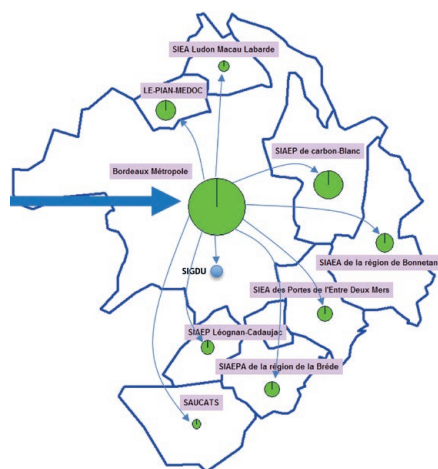 SIEA Ludon Macau Labarde
LE-PIAN-MEDOC
SIAEP de carbon-Blanc
Bordeaux Métropole
SIAEA de la région de Bonnetan
SIGDU
SIEA des Portes de l'Entre Deux Mers
SIAEP Léognan-Cadaujac
SIAEPA de la région de la Brède
SAUCATS